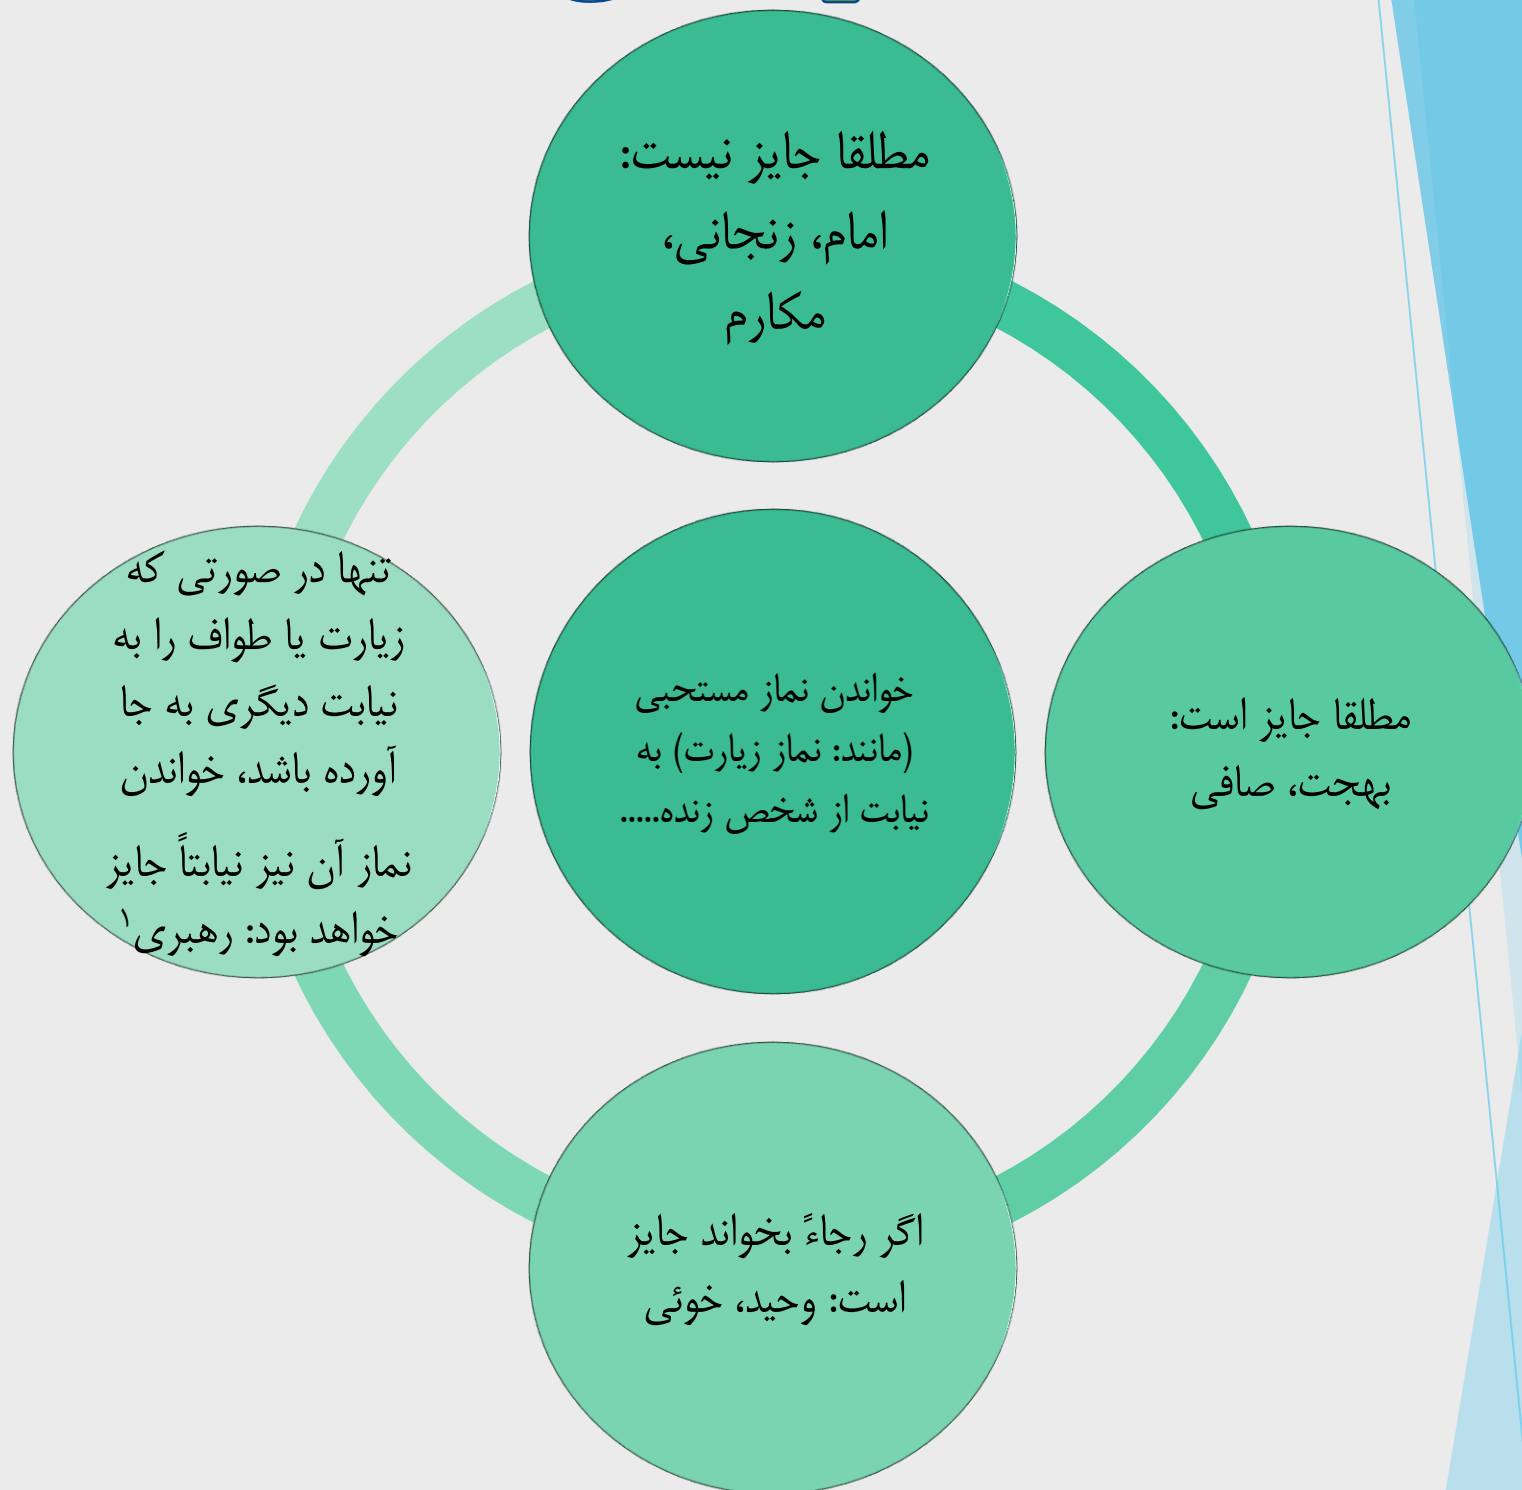 مطلقا جایز نیست:
امام، زنجانی،
مکارم
خواندن نماز مستحبی
(مانند: نماز زیارت) به
نیابت از شخص زنده.....
مطلقا جایز است:
بهجت، صافی
اگر رجاءً بخواند جایز
است: وحید، خوئی
تنها در صورتی که
زیارت یا طواف را به
نیابت دیگری به جا
آورده باشد، خواندن
نماز آن نیز نیابتاً جایز
خواهد بود: رهبری۱